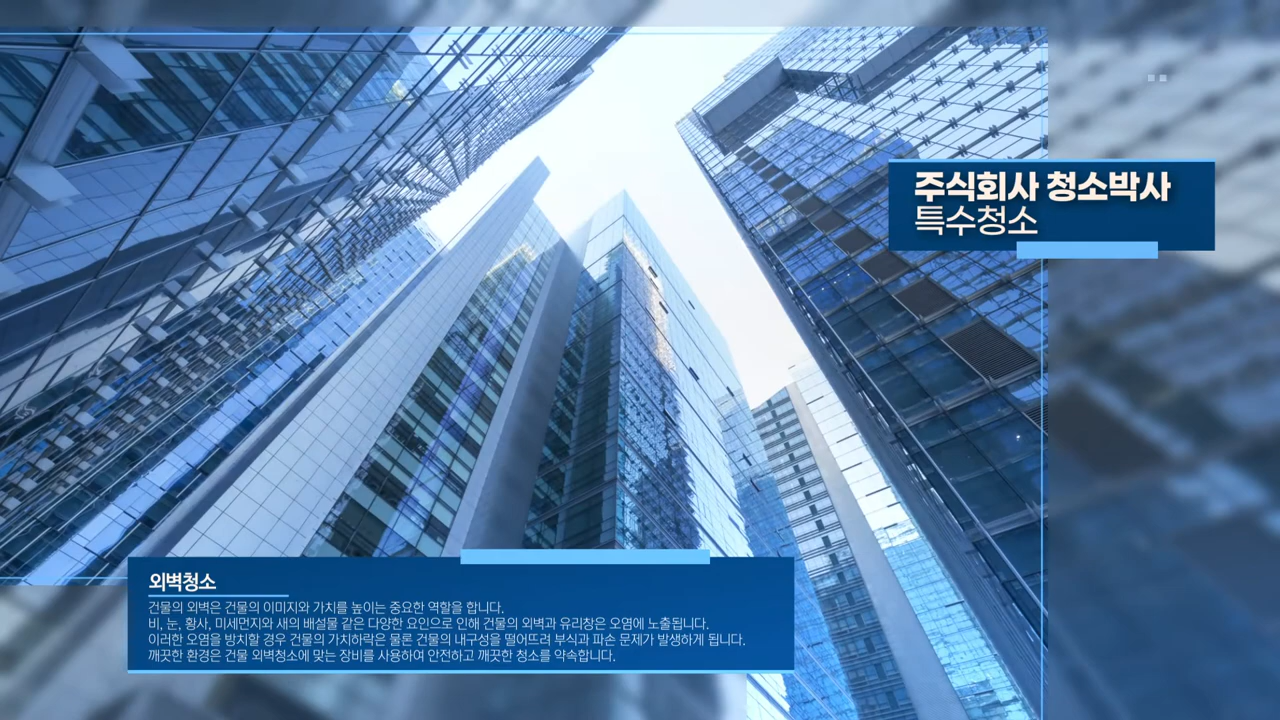 주식회사 청소박사
특수청소
외벽청소
건물의 외벽은 건물의 이미지와 가치를 높이는 중요한 역할을 합니다.
비, 눈, 황사, 미세먼지와 새의 배설물 같은 다양한 요인으로 인해 건물의 외벽과 유리창은 오염에 노출됩니다.
이러한 오염을 방치할 경우 건물의 가치하락은 물론 건물의 내구성을 떨어뜨려 부식과 파손 문제가 발생하게 됩니다.
깨끗한 환경은 건물 외벽청소에 맞는 장비를 사용하여 안전하고 깨끗한 청소를 약속합니다.